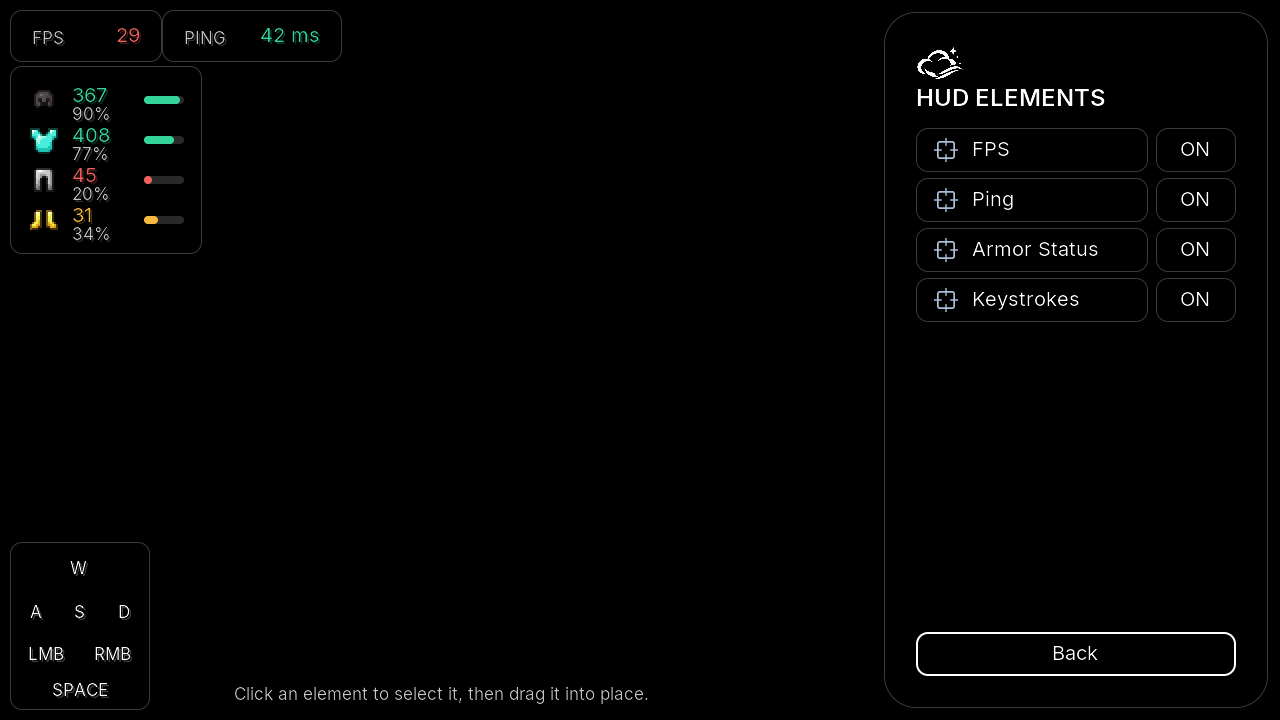 FPS 29 PING 42 ms
367
90%
408
77%
45
20%
31
34%
W
A S D
LMB RMB
SPACE
Click an element to select it, then drag it into place.
HUD ELEMENTS
FPS ON
Ping ON
Armor Status ON
Keystrokes ON
Back